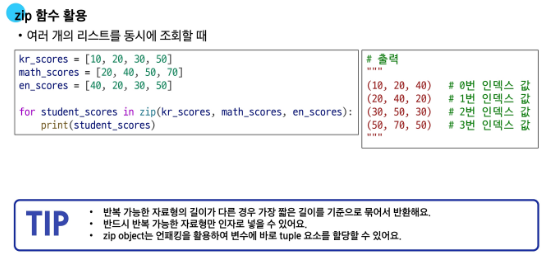 zip 함수 활용
• 여러 개의 리스트를 동시에 조회할 때
kr_scores = [10, 20, 30, 50]
math_scores = [20, 40, 50, 70]
en_scores = [40, 20, 30, 50]
for student_scores in zip(kr_scores, math_scores, en_scores):
    print(student_scores)
# 출력
"""
(10, 20, 40)   # 0번 인덱스 값
(20, 40, 20)   # 1번 인덱스 값
(30, 50, 30)   # 2번 인덱스 값
(50, 70, 50)   # 3번 인덱스 값
"""
TIP
• 반복 가능한 자료형의 길이가 다른 경우 가장 짧은 길이를 기준으로 묶어서 반환해요.
• 반드시 반복 가능한 자료형만 인자로 넣을 수 있어요.
• zip object는 언패킹을 활용하여 변수에 바로 tuple 요소를 할당할 수 있어요.